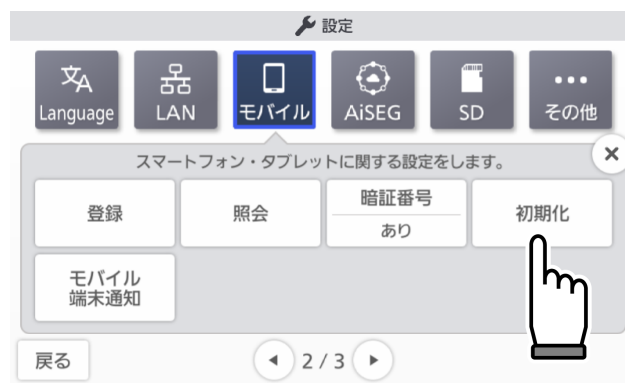 設定
文A
Language
LAN
モバイル
AiSEG
SD
その他
スマートフォン・タブレットに関する設定をします。
登録
照会
暗証番号
あり
初期化
モバイル
端末通知
戻る
2 / 3